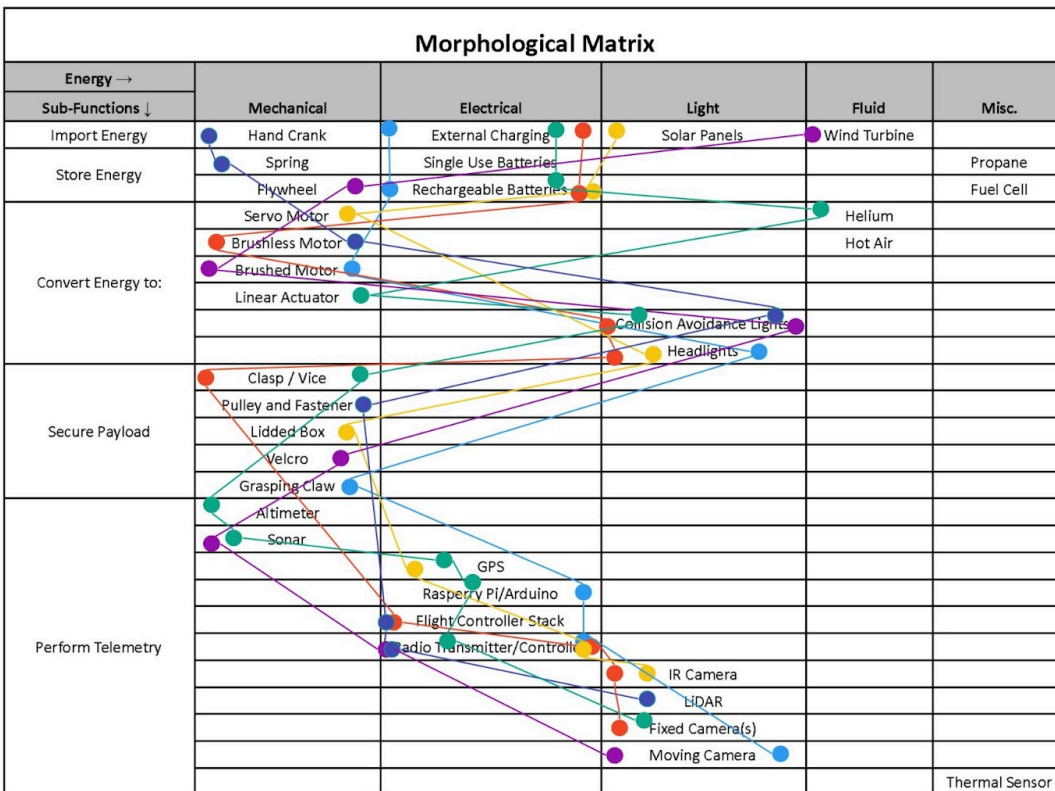 Morphological Matrix
Energy →
Sub-Functions ↓ Mechanical Electrical Light Fluid Misc.
Import Energy Hand Crank External Charging Solar Panels Wind Turbine
Store Energy
Spring Single Use Batteries Propane
Flywheel Rechargeable Batteries Fuel Cell
Convert Energy to:
Servo Motor Helium
Brushless Motor Hot Air
Brushed Motor
Linear Actuator
Collision Avoidance Lights
Headlights
Secure Payload
Clasp / Vice
Pulley and Fastener
Lidded Box
Velcro
Grasping Claw
Perform Telemetry
Altimeter
Sonar
GPS
Rasperry Pi/Arduino
Flight Controller Stack
Radio Transmitter/Controller
IR Camera
LiDAR
Fixed Camera(s)
Moving Camera
Thermal Sensor